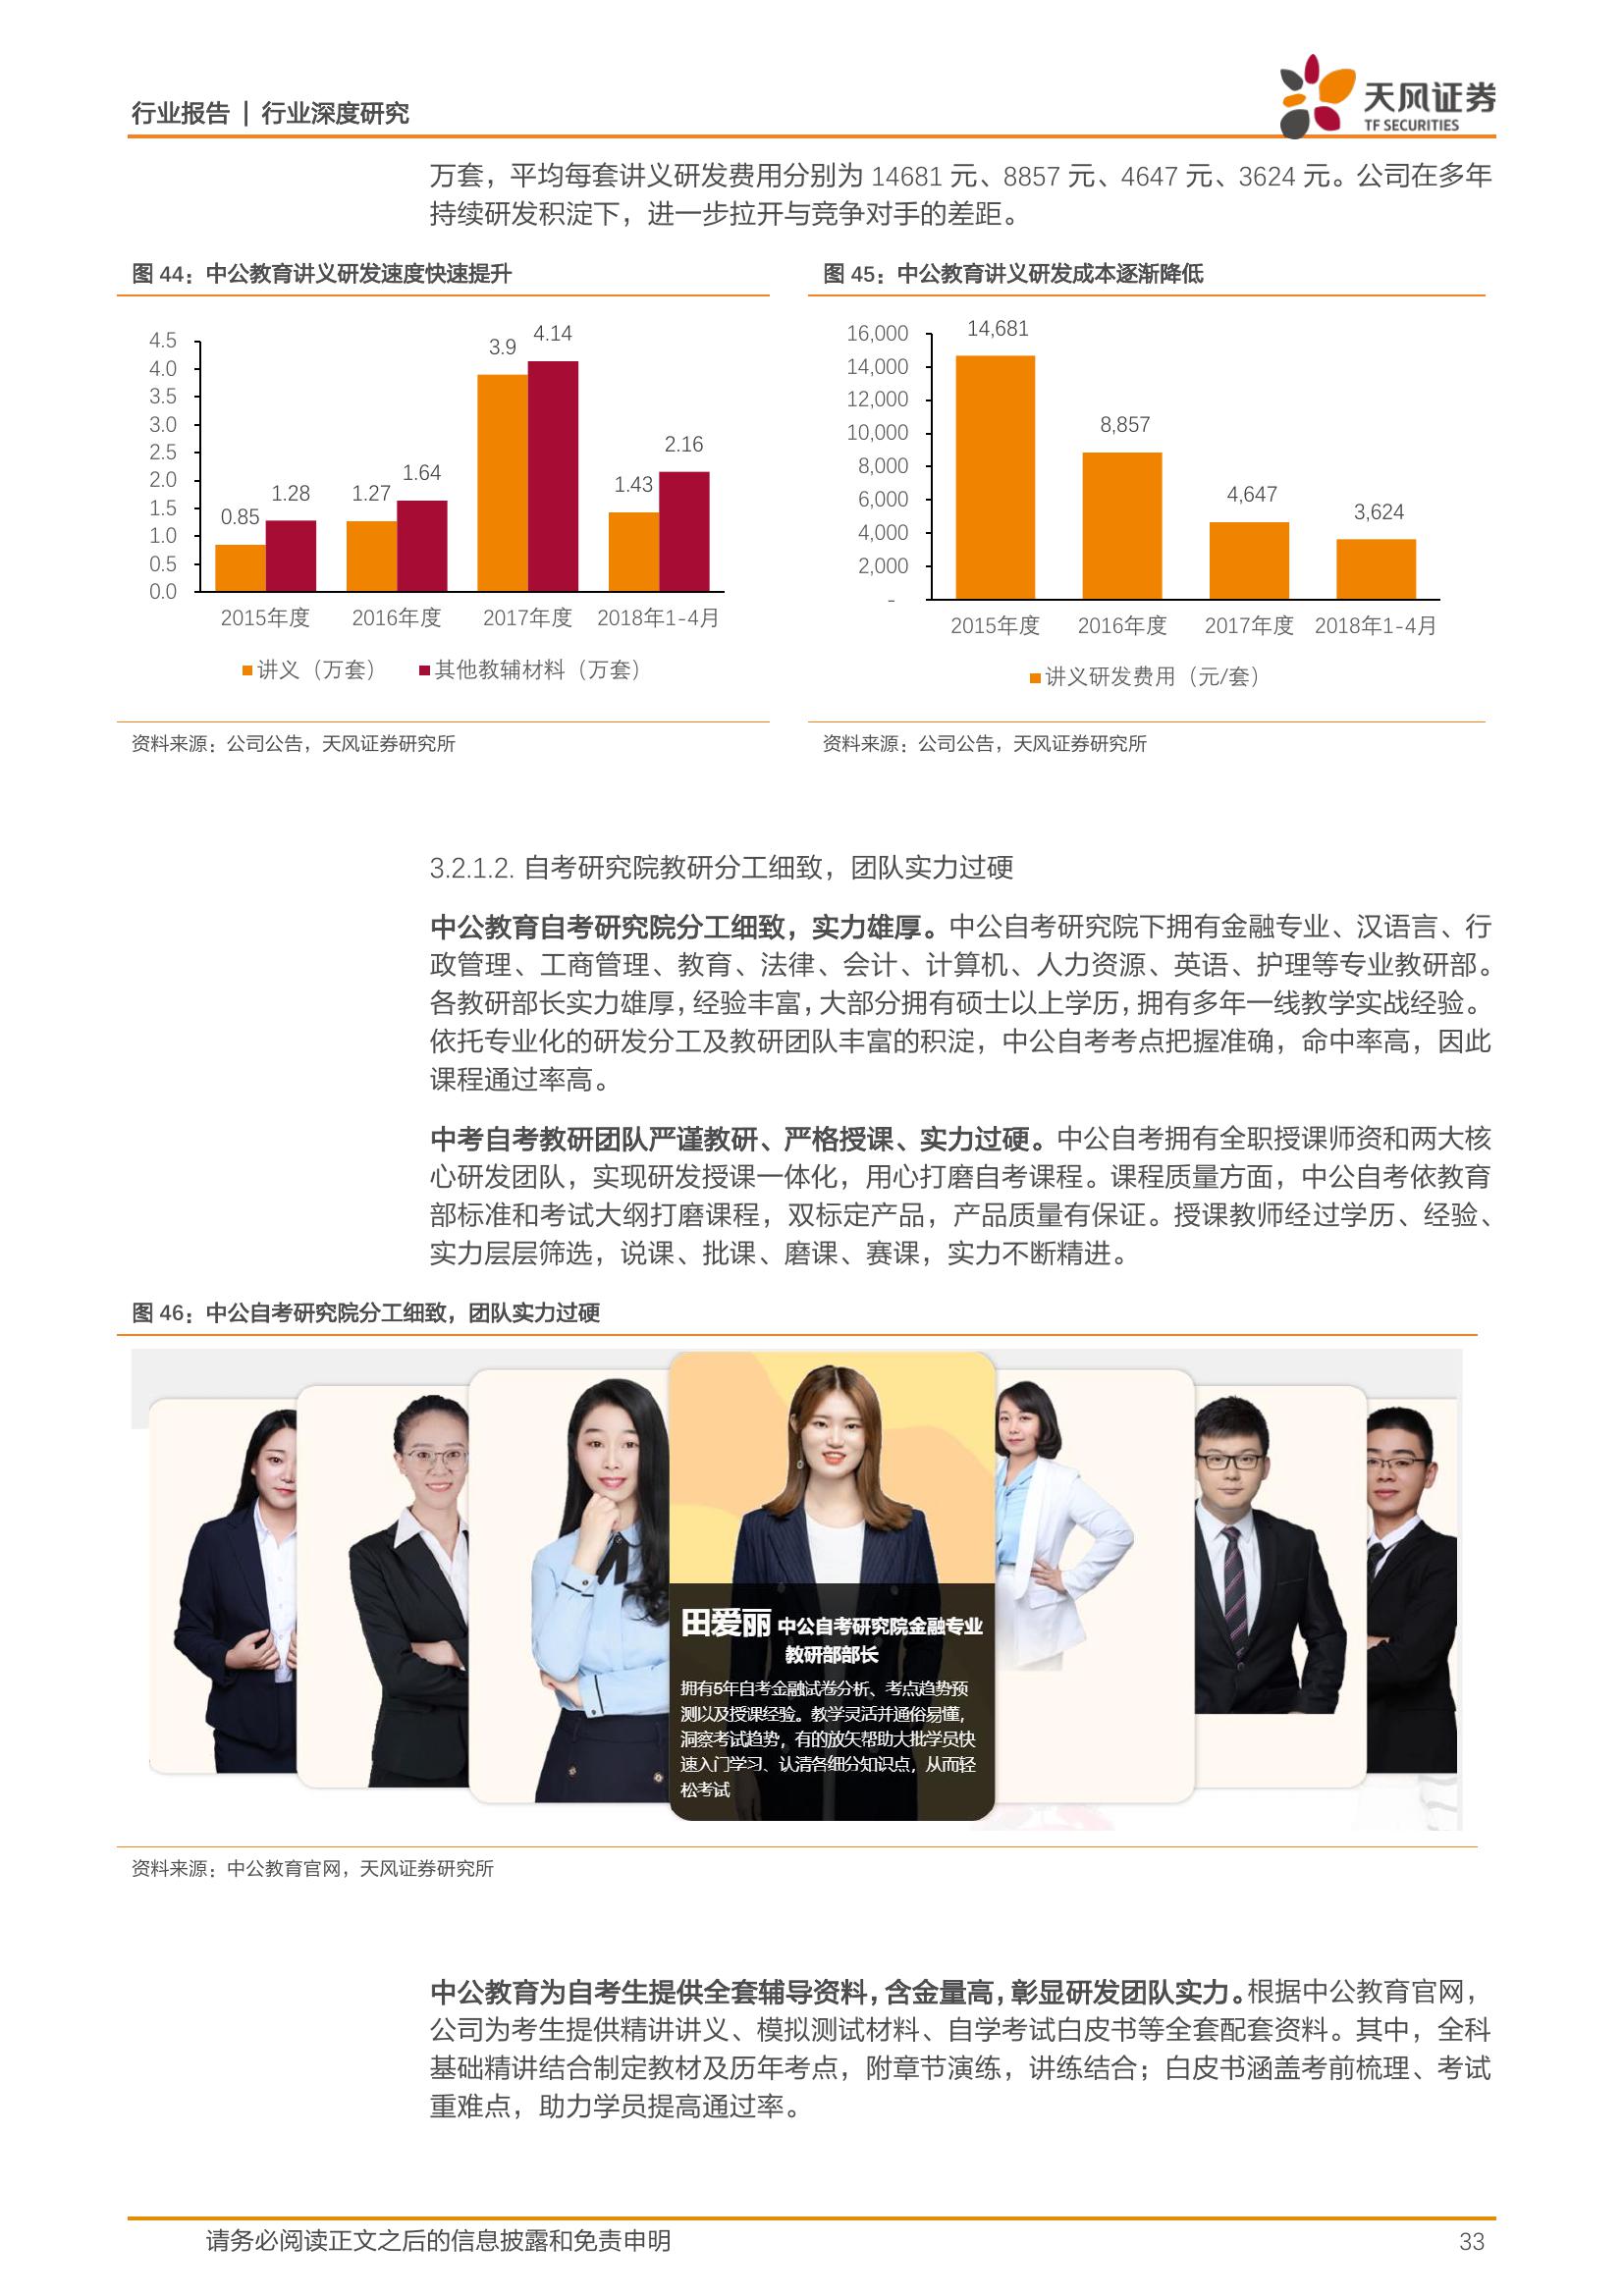 行业报告 | 行业深度研究
天风证券
TF SECURITIES
万套，平均每套讲义研发费用分别为 14681 元、8857 元、4647 元、3624 元。公司在多年
持续研发积淀下，进一步拉开与竞争对手的差距。
图 44：中公教育讲义研发速度快速提升
4.5
4.0
3.5
3.0
2.5
2.0
1.5
1.0
0.5
0.0
0.85
1.28
1.27
1.64
3.9
4.14
1.43
2.16
2015年度
2016年度
2017年度
2018年1-4月
讲义（万套）
其他教辅材料（万套）
资料来源：公司公告，天风证券研究所
图 45：中公教育讲义研发成本逐渐降低
16,000
14,000
12,000
10,000
8,000
6,000
4,000
2,000
-
14,681
8,857
4,647
3,624
2015年度
2016年度
2017年度
2018年1-4月
讲义研发费用（元/套）
资料来源：公司公告，天风证券研究所
3.2.1.2. 自考研究院教研分工细致，团队实力过硬
中公教育自考研究院分工细致，实力雄厚。中公自考研究院下拥有金融专业、汉语言、行
政管理、工商管理、教育、法律、会计、计算机、人力资源、英语、护理等专业教研部。
各教研部长实力雄厚，经验丰富，大部分拥有硕士以上学历，拥有多年一线教学实战经验。
依托专业化的研发分工及教研团队丰富的积淀，中公自考考点把握准确，命中率高，因此
课程通过率高。
中考自考教研团队严谨教研、严格授课、实力过硬。中公自考拥有全职授课师资和两大核
心研发团队，实现研发授课一体化，用心打磨自考课程。课程质量方面，中公自考依教育
部标准和考试大纲打磨课程，双标定产品，产品质量有保证。授课教师经过学历、经验、
实力层层筛选，说课、批课、磨课、赛课，实力不断精进。
图 46：中公自考研究院分工细致，团队实力过硬
田爱丽 中公自考研究院金融专业
教研部部长
拥有5年自考金融试卷分析、考点趋势预
测以及授课经验。教学灵活并通俗易懂，
洞察考试趋势，有的放矢帮助大批学员快
速入门学习、认清各细分知识点，从而轻
松考试
资料来源：中公教育官网，天风证券研究所
中公教育为自考生提供全套辅导资料，含金量高，彰显研发团队实力。根据中公教育官网，
公司为考生提供精讲讲义、模拟测试材料、自学考试白皮书等全套配套资料。其中，全科
基础精讲结合制定教材及历年考点，附章节演练，讲练结合；白皮书涵盖考前梳理、考试
重难点，助力学员提高通过率。
请务必阅读正文之后的信息披露和免责申明
33